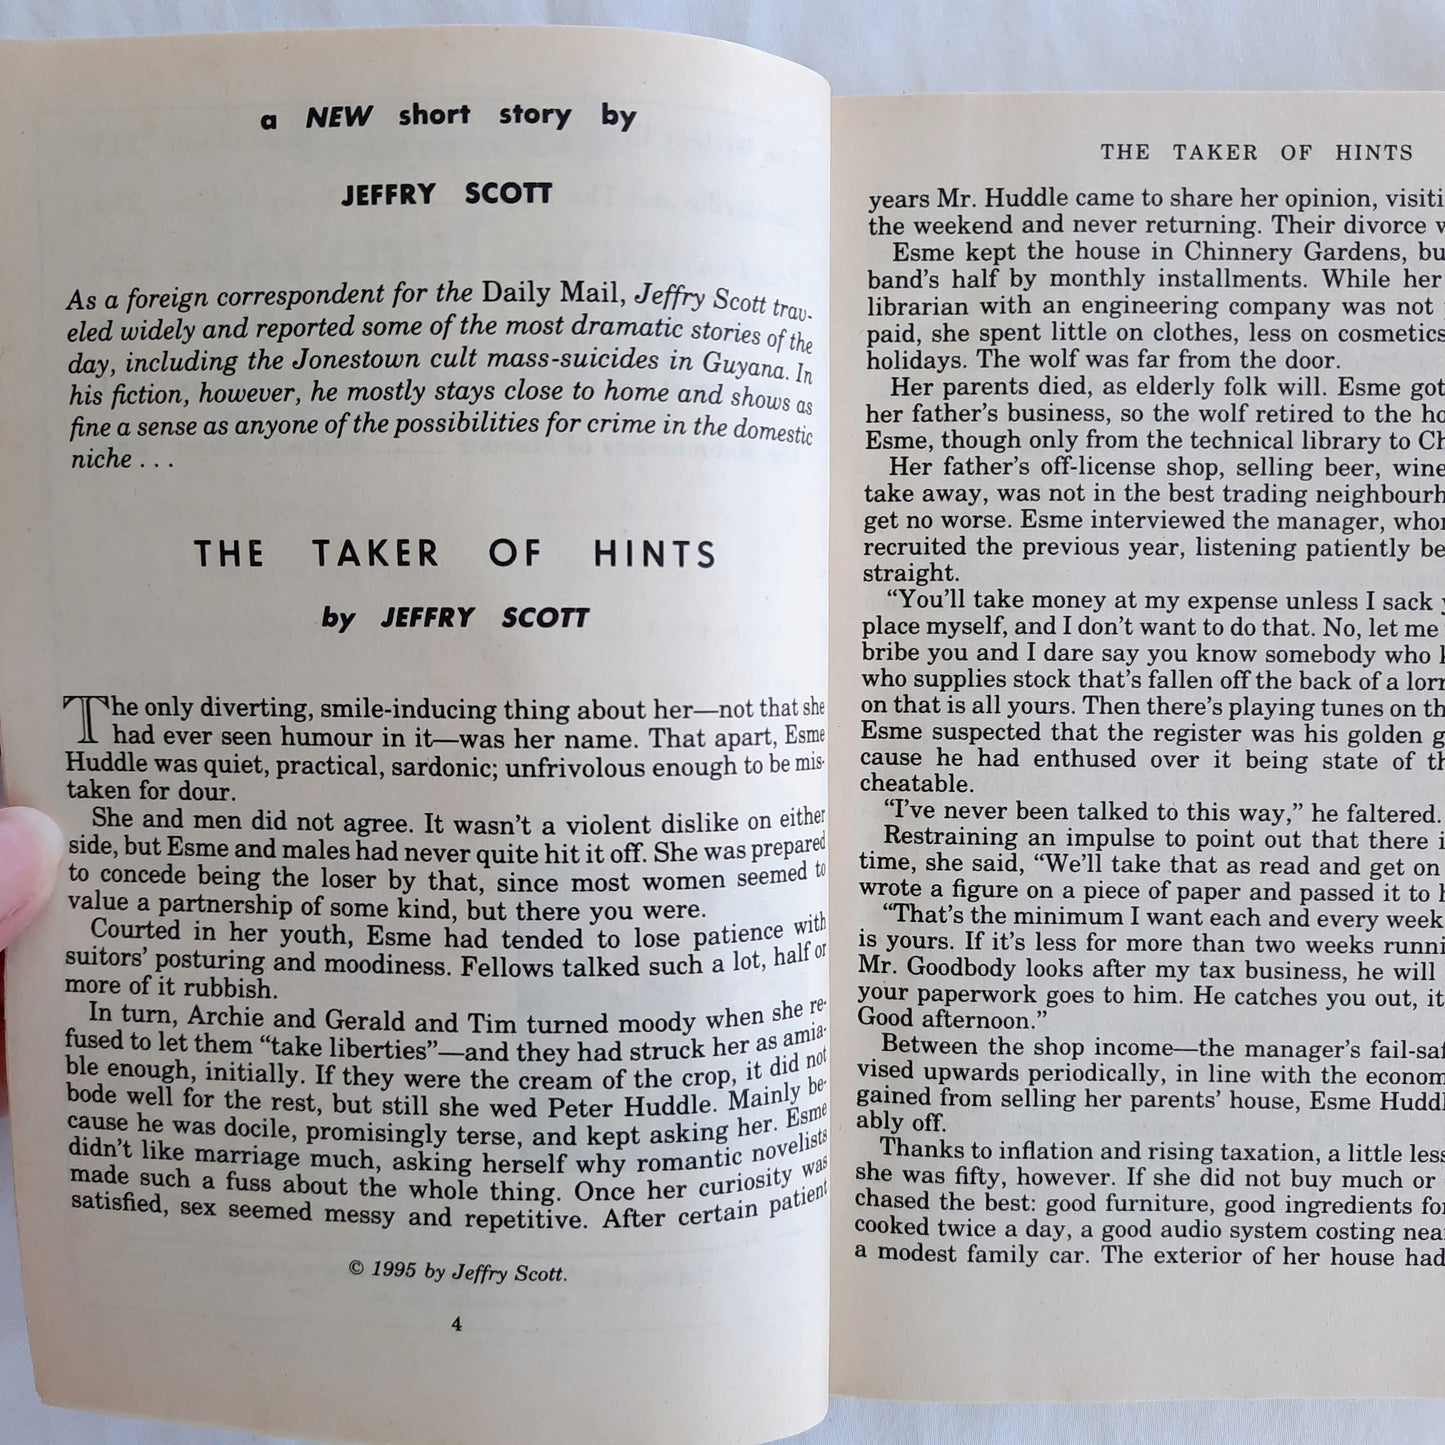 a NEW short story by
JEFFRY SCOTT
As a foreign correspondent for the Daily Mail, Jeffry Scott trav-
eled widely and reported some of the most dramatic stories of the
day, including the Jonestown cult mass-suicides in Guyana. In
his fiction, however, he mostly stays close to home and shows as
fine a sense as anyone of the possibilities for crime in the domestic
niche . . .
THE TAKER OF HINTS
by JEFFRY SCOTT
The only diverting, smile-inducing thing about her—not that she
had ever seen humour in it—was her name. That apart, Esme
Huddle was quiet, practical, sardonic; unfrivolous enough to be mis-
taken for dour.
She and men did not agree. It wasn't a violent dislike on either
side, but Esme and males had never quite hit it off. She was prepared
to concede being the loser by that, since most women seemed to
value a partnership of some kind, but there you were.
Courted in her youth, Esme had tended to lose patience with
suitors' posturing and moodiness. Fellows talked such a lot, half or
more of it rubbish.
In turn, Archie and Gerald and Tim turned moody when she re-
fused to let them "take liberties"—and they had struck her as amia-
ble enough, initially. If they were the cream of the crop, it did not
bode well for the rest, but still she wed Peter Huddle. Mainly be-
cause he was docile, promisingly terse, and kept asking her. Esme
didn't like marriage much, asking herself why romantic novelists
made such a fuss about the whole thing. Once her curiosity was
satisfied, sex seemed messy and repetitive. After certain patient
© 1995 by Jeffry Scott.
4
THE TAKER OF HINTS
years Mr. Huddle came to share her opinion, visiti
the weekend and never returning. Their divorce w
Esme kept the house in Chinnery Gardens, bu
band's half by monthly installments. While her
librarian with an engineering company was not
paid, she spent little on clothes, less on cosmetics
holidays. The wolf was far from the door.
Her parents died, as elderly folk will. Esme got
her father's business, so the wolf retired to the ho
Esme, though only from the technical library to Ch
Her father's off-license shop, selling beer, wine
take away, was not in the best trading neighbourh
get no worse. Esme interviewed the manager, whom
recruited the previous year, listening patiently be
straight.
"You'll take money at my expense unless I sack y
place myself, and I don't want to do that. No, let me
bribe you and I dare say you know somebody who k
who supplies stock that's fallen off the back of a lorr
on that is all yours. Then there's playing tunes on th
Esme suspected that the register was his golden g
cause he had enthused over it being state of th
cheatable.
"I've never been talked to this way," he faltered.
Restraining an impulse to point out that there i
time, she said, "We'll take that as read and get on
wrote a figure on a piece of paper and passed it to h
"That's the minimum I want each and every week
is yours. If it's less for more than two weeks runni
Mr. Goodbody looks after my tax business, he will
your paperwork goes to him. He catches you out, it
Good afternoon."
Between the shop income—the manager's fail-saf
vised upwards periodically, in line with the econom
gained from selling her parents' house, Esme Huddl
ably off.
Thanks to inflation and rising taxation, a little less
she was fifty, however. If she did not buy much or
chased the best: good furniture, good ingredients for
cooked twice a day, a good audio system costing nea
a modest family car. The exterior of her house had